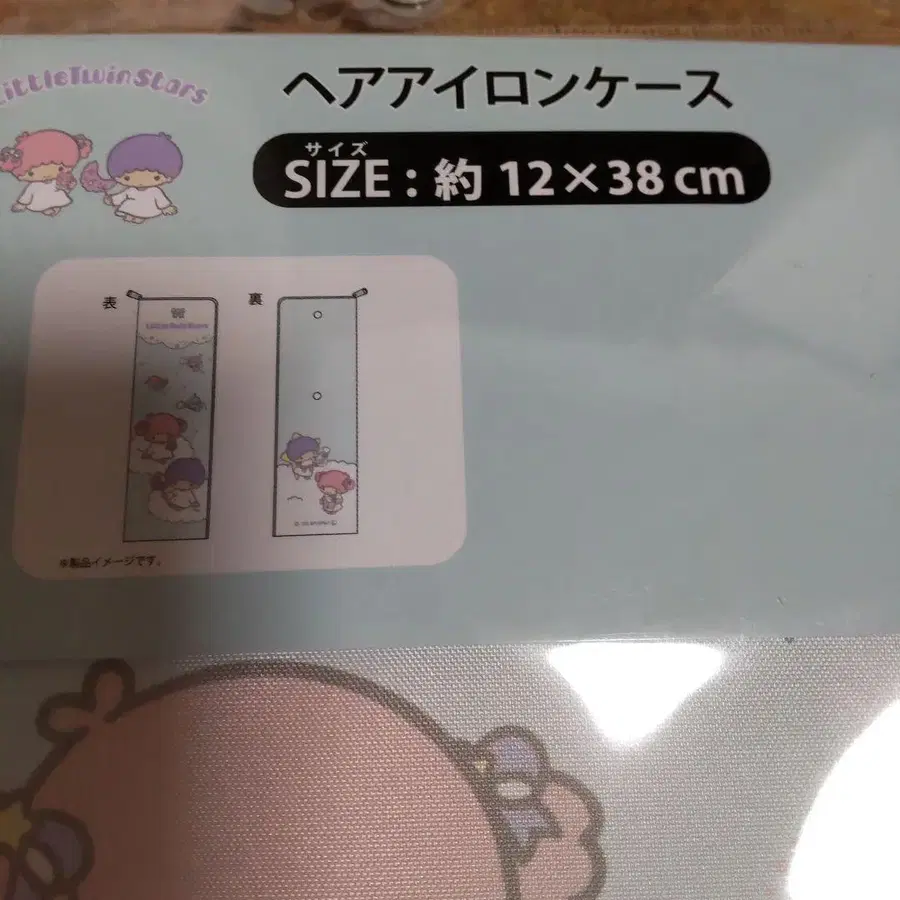 LittleTwinStars
ヘアアイロンケース
サイズ
SIZE : 約 12×38 cm
表
裏
LittleTwinStars
※製品イメージです。